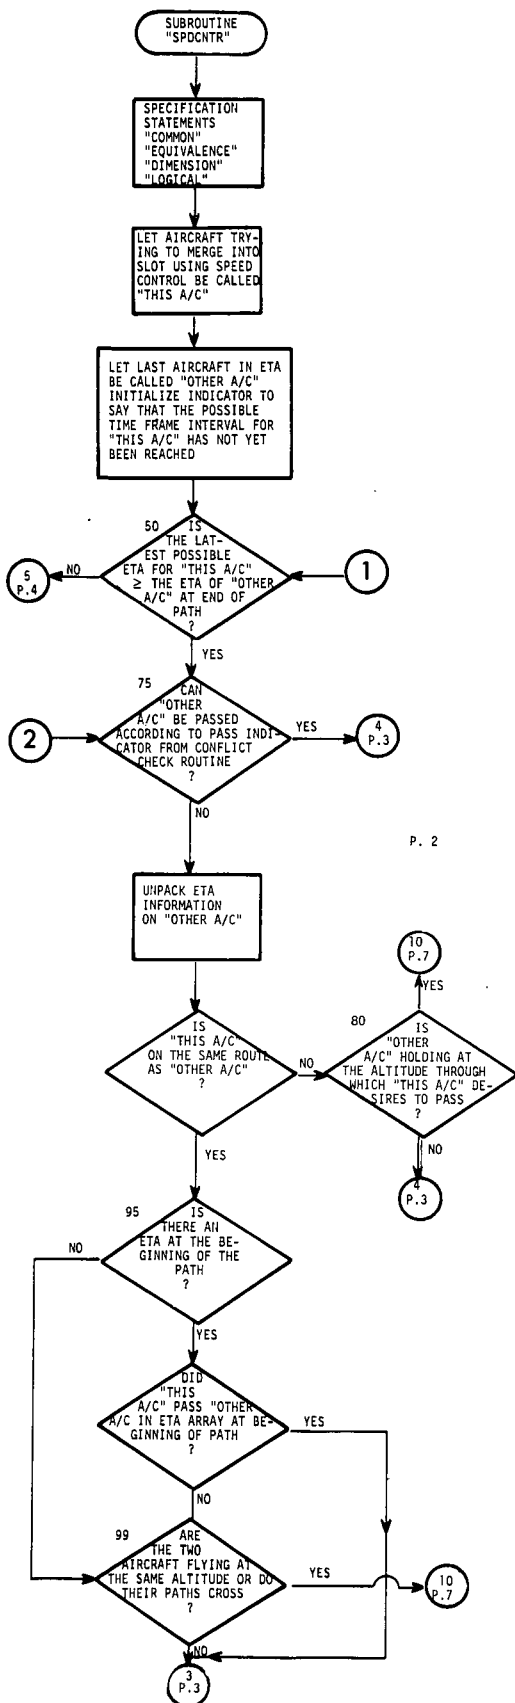 SUBROUTINE
"SPDCNTR"
SPECIFICATION
STATEMENTS
"COMMON"
"EQUIVALENCE"
"DIMENSION"
"LOGICAL"
LET AIRCRAFT TRY-
ING TO MERGE INTO
SLOT USING SPEED
CONTROL BE CALLED
"THIS A/C"
LET LAST AIRCRAFT IN ETA
BE CALLED "OTHER A/C"
INITIALIZE INDICATOR TO
SAY THAT THE POSSIBLE
TIME FRAME INTERVAL FOR
"THIS A/C" HAS NOT YET
BEEN REACHED
50 IS
THE LAT-
EST POSSIBLE
ETA FOR "THIS A/C"
≥ THE ETA OF "OTHER
A/C" AT END OF
PATH
?
NO
5
P.4
1
YES
75 CAN
"OTHER
A/C" BE PASSED
ACCORDING TO PASS INDI-
CATOR FROM CONFLICT
CHECK ROUTINE
?
2
YES
4
P.3
NO
P. 2
UNPACK ETA
INFORMATION
ON "OTHER A/C"
IS
"THIS A/C"
ON THE SAME ROUTE
AS "OTHER A/C"
?
NO
10
P.7
YES
80 IS
"OTHER
A/C" HOLDING AT
THE ALTITUDE THROUGH
WHICH "THIS A/C" DE-
SIRES TO PASS
?
NO
4
P.3
YES
95 IS
THERE AN
ETA AT THE BE-
GINNING OF THE
PATH
?
NO
YES
DID
"THIS
A/C" PASS "OTHER
A/C IN ETA ARRAY AT BE-
GINNING OF PATH
?
YES
NO
99 ARE
THE TWO
AIRCRAFT FLYING AT
THE SAME ALTITUDE OR DO
THEIR PATHS CROSS
?
YES
10
P.7
NO
3
P.3